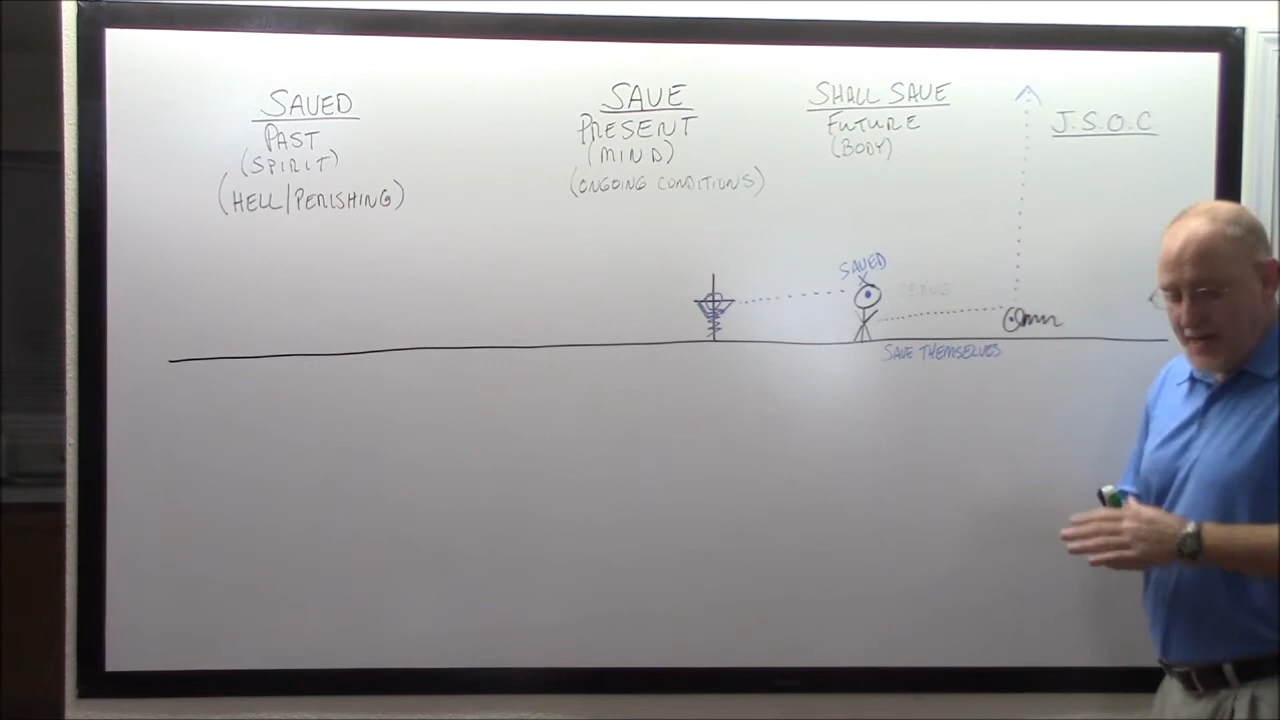 SAVED
PAST
(SPIRIT)
(HELL/PERISHING)
SAVE
PRESENT
(MIND)
(ONGOING CONDITIONS)
SHALL SAVE
FUTURE
(BODY)
J.S.O.C
SAVED
SAVE THEMSELVES